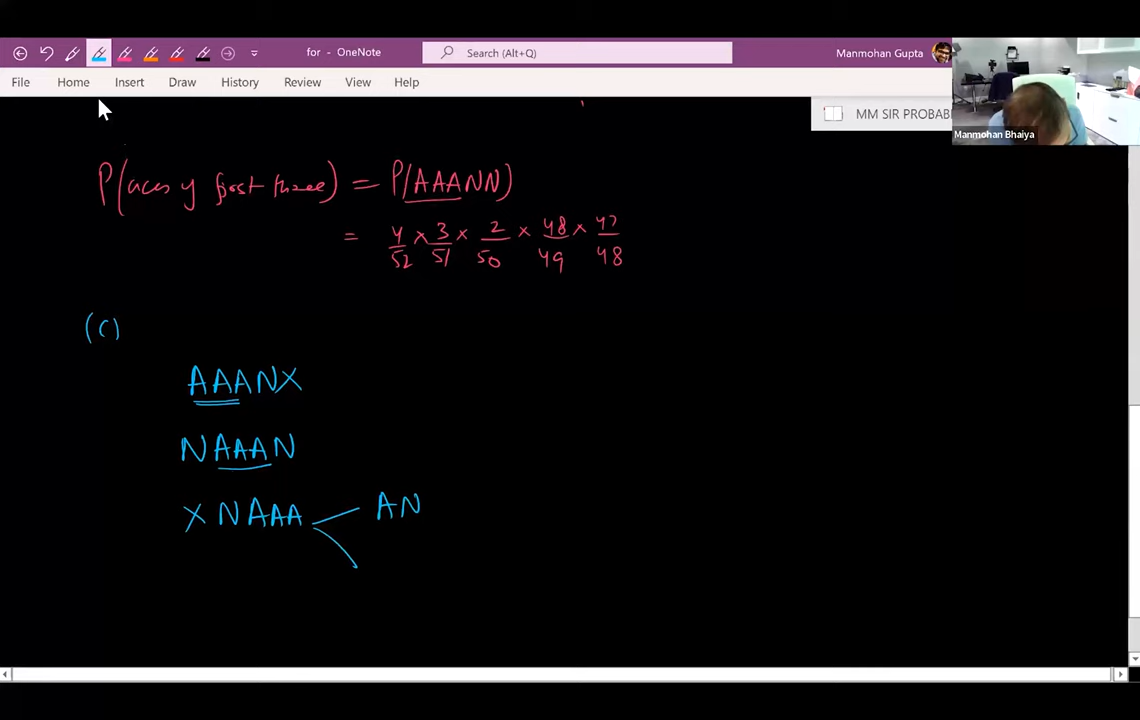 for - OneNote
Search (Alt+Q)
Manmohan Gupta
File Home Insert Draw History Review View Help
MM SIR PROBAB
Manmohan Bhaiya
P(aces y first three) = P(AAANN)
= 4/52 × 3/51 × 2/50 × 48/49 × 47/48
(C)
AAANX
NAAAN
XNAAA AN